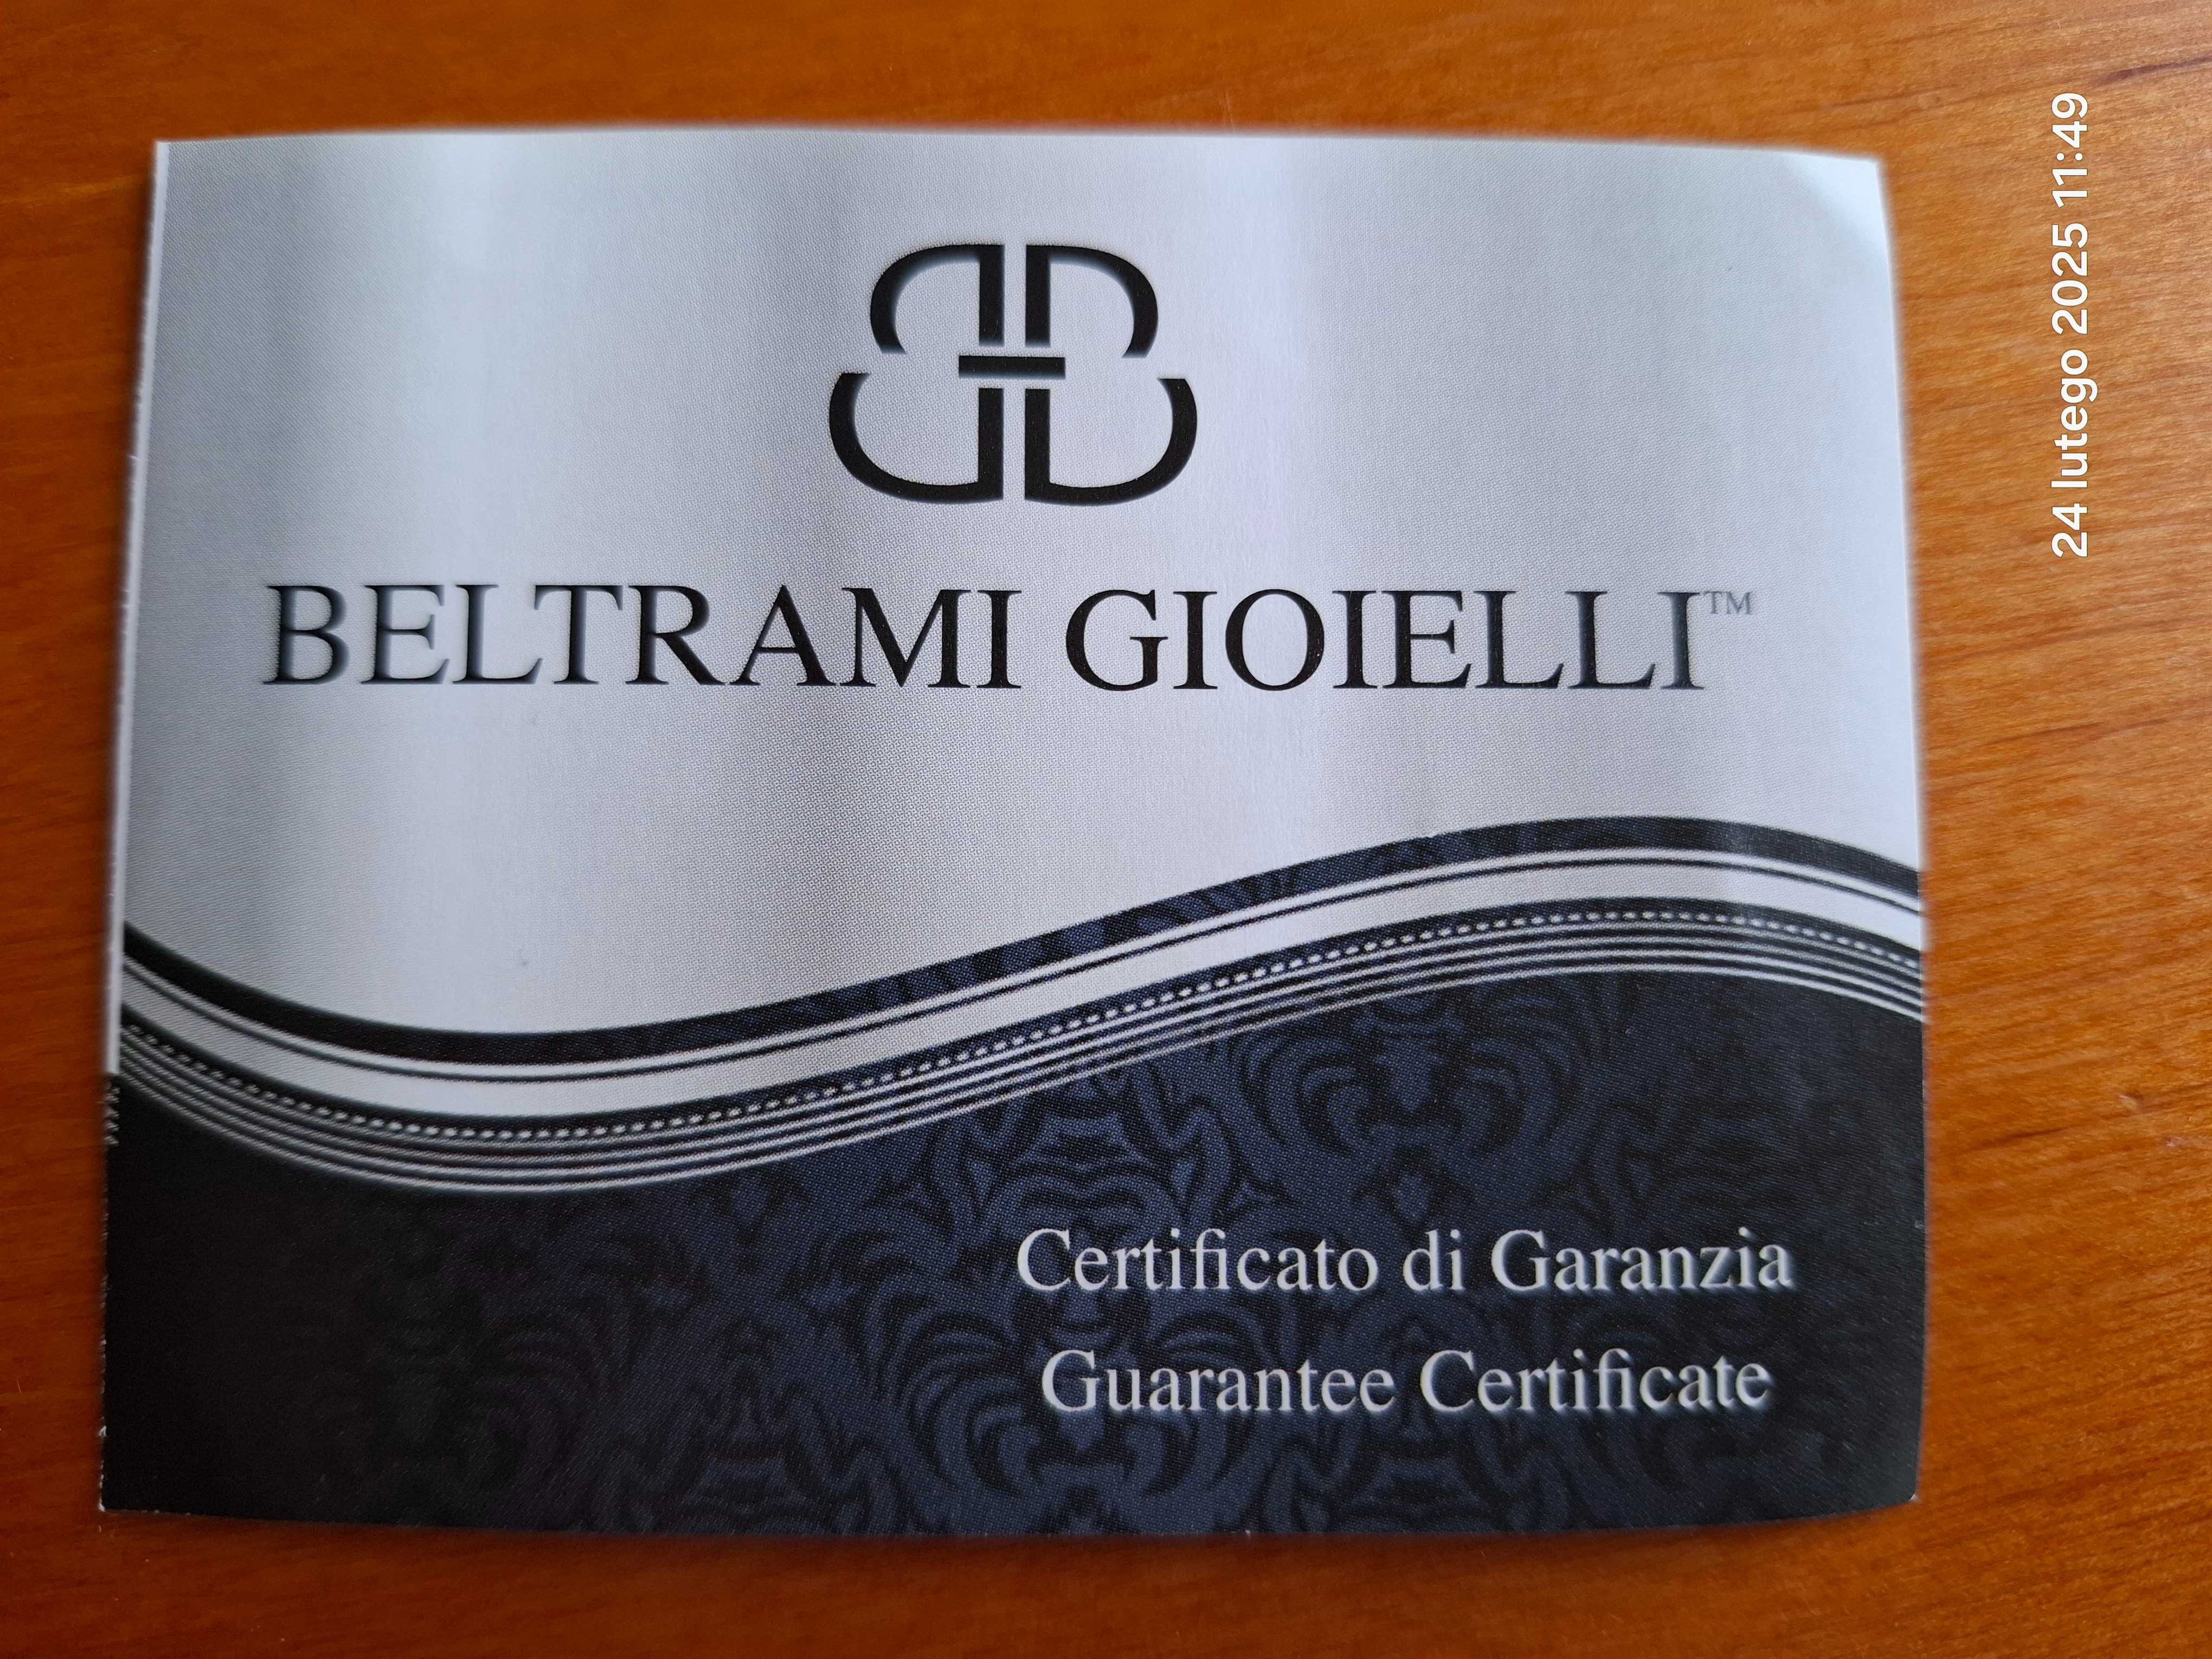 BELTRAMI GIOIELLI™
Certificato di Garanzia
Guarantee Certificate
24 lutego 2025 11:49